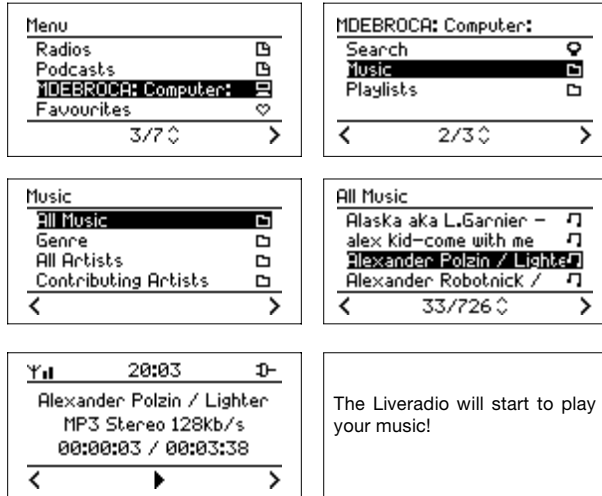 Menu
Radios
Podcasts
MDEBROCA: Computer:
Favourites
3/7
MDEBROCA: Computer:
Search
Music
Playlists
2/3
Music
All Music
Genre
All Artists
Contributing Artists
All Music
Alaska aka L.Garnier –
alex kid-come with me
Alexander Polzin / Lighte
Alexander Robotnick /
33/726
20:03
Alexander Polzin / Lighter
MP3 Stereo 128kb/s
00:00:03 / 00:03:38
The Liveradio will start to play
your music!